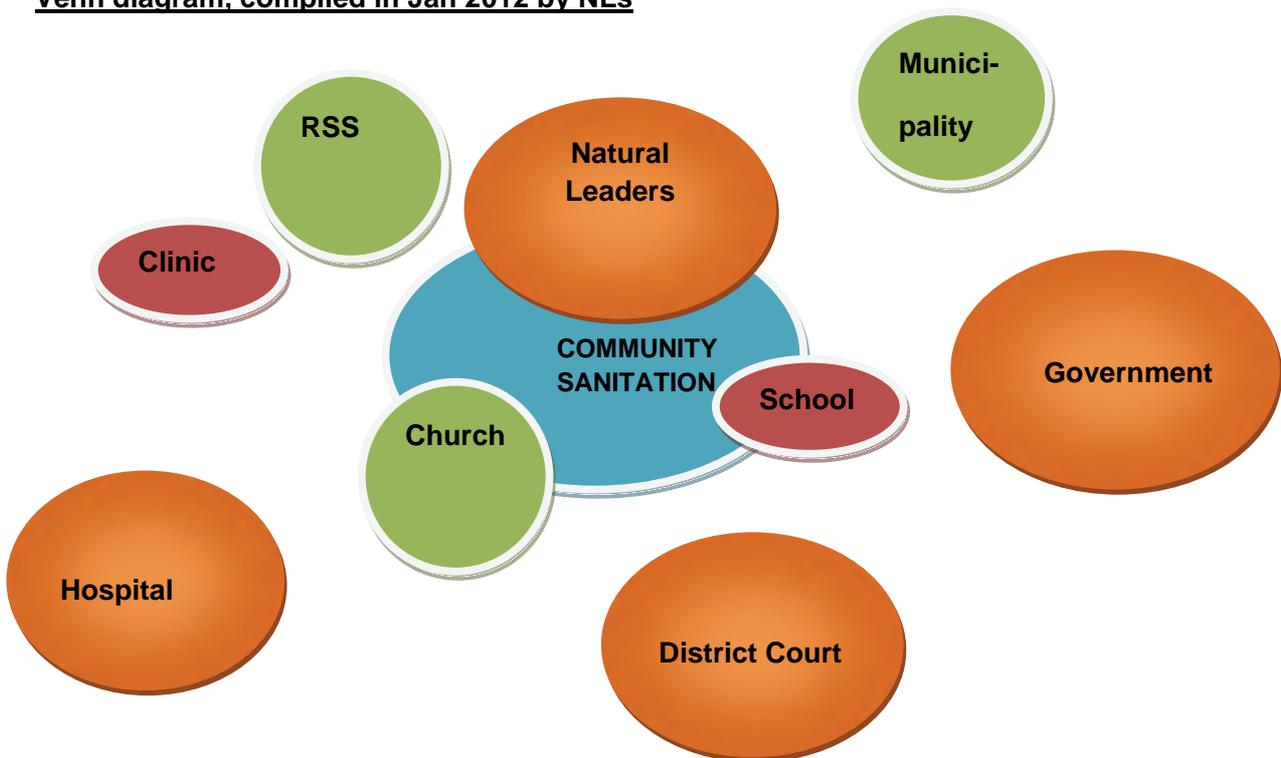 Venn diagram, compiled in Jan 2012 by NLs
Munici-
pality
RSS
Natural
Leaders
Clinic
COMMUNITY
SANITATION
Government
School
Church
Hospital
District Court